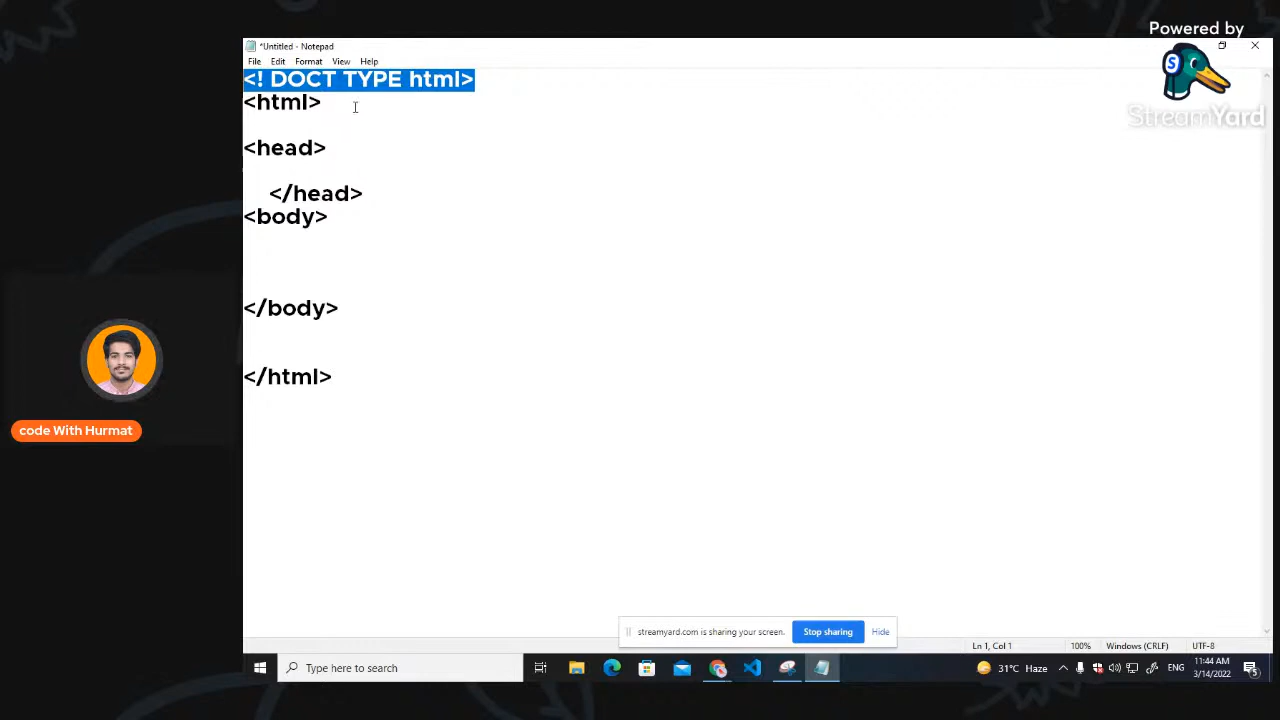 Powered by
StreamYard
*Untitled - Notepad
File Edit Format View Help
<! DOCT TYPE html>
<html>
<head>
</head>
<body>
</body>
</html>
code With Hurmat
streamyard.com is sharing your screen. Stop sharing Hide
Ln 1, Col 1 100% Windows (CRLF) UTF-8
Type here to search
31°C Haze ENG 11:44 AM
3/14/2022
5